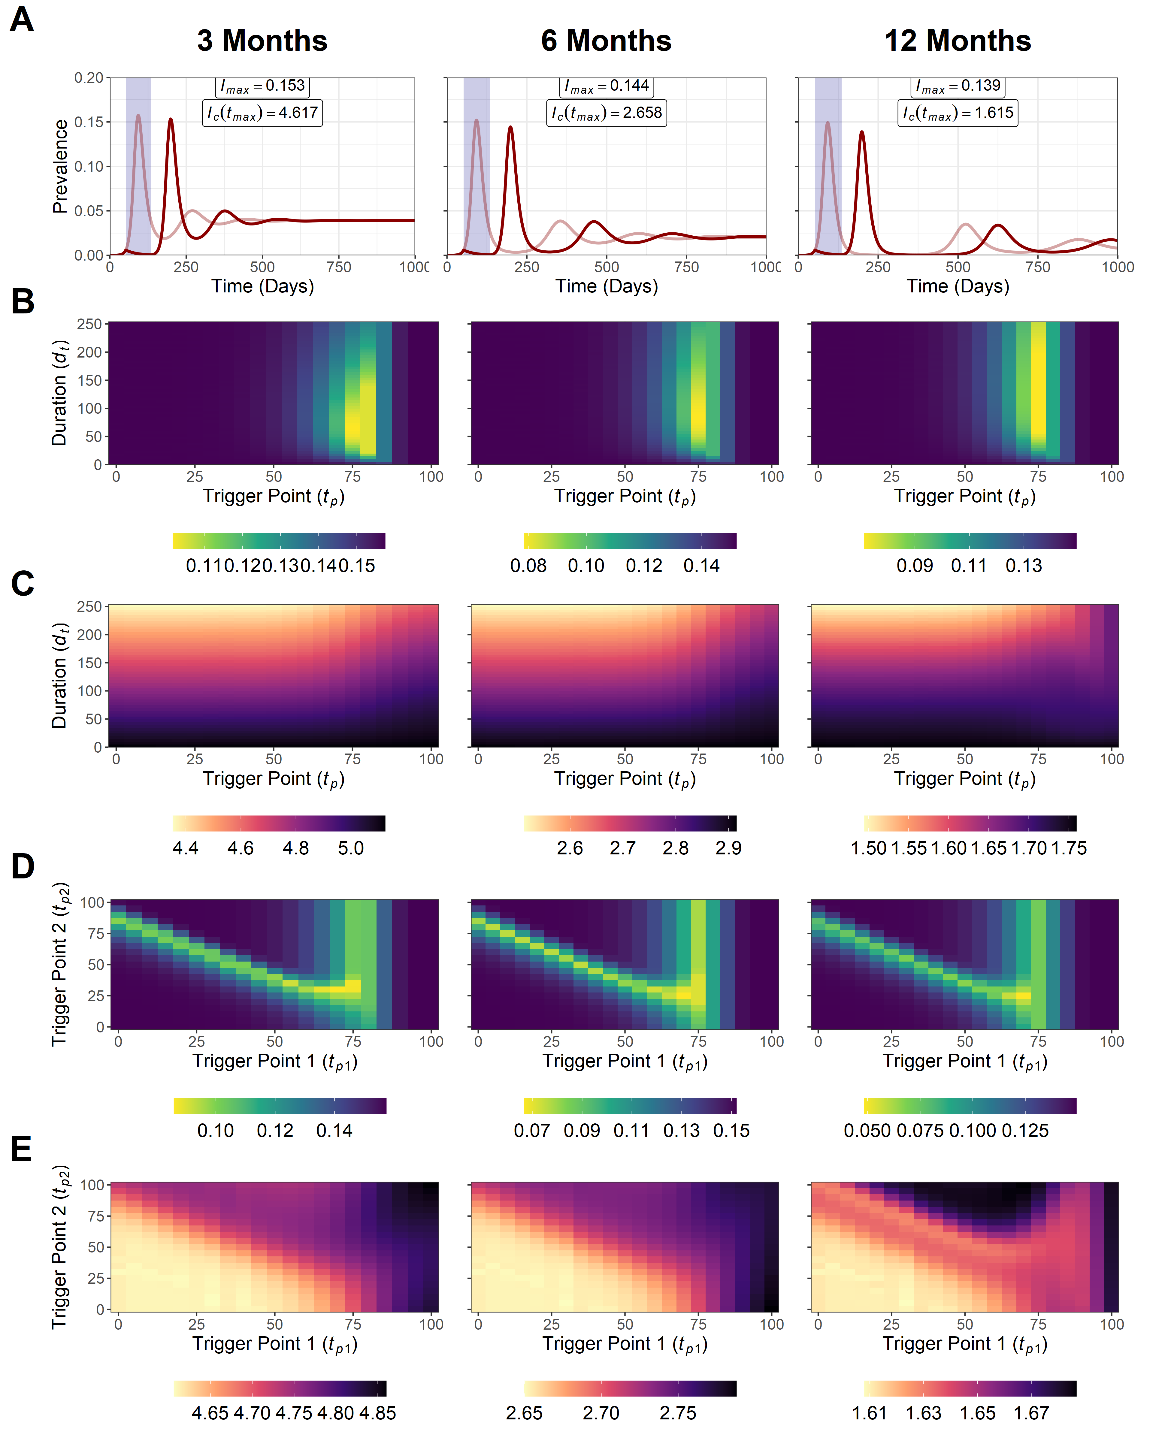 A
3 Months
6 Months
12 Months
I_max = 0.153
I_c(t_max) = 4.617
I_max = 0.144
I_c(t_max) = 2.658
I_max = 0.139
I_c(t_max) = 1.615
Prevalence
0.20
0.15
0.10
0.05
0.00
0 250 500 750 1000
0 250 500 750 1000
0 250 500 750 1000
Time (Days)
Time (Days)
Time (Days)
B
Duration (d_t)
250
200
150
100
50
0
0 25 50 75 100
0 25 50 75 100
0 25 50 75 100
Trigger Point (t_p)
Trigger Point (t_p)
Trigger Point (t_p)
0.11 0.12 0.13 0.14 0.15
0.08 0.10 0.12 0.14
0.09 0.11 0.13
C
Duration (d_t)
250
200
150
100
50
0
0 25 50 75 100
0 25 50 75 100
0 25 50 75 100
Trigger Point (t_p)
Trigger Point (t_p)
Trigger Point (t_p)
4.4 4.6 4.8 5.0
2.6 2.7 2.8 2.9
1.50 1.55 1.60 1.65 1.70 1.75
D
Trigger Point 2 (t_p2)
100
75
50
25
0
0 25 50 75 100
0 25 50 75 100
0 25 50 75 100
Trigger Point 1 (t_p1)
Trigger Point 1 (t_p1)
Trigger Point 1 (t_p1)
0.10 0.12 0.14
0.07 0.09 0.11 0.13 0.15
0.050 0.075 0.100 0.125
E
Trigger Point 2 (t_p2)
100
75
50
25
0
0 25 50 75 100
0 25 50 75 100
0 25 50 75 100
Trigger Point 1 (t_p1)
Trigger Point 1 (t_p1)
Trigger Point 1 (t_p1)
4.65 4.70 4.75 4.80 4.85
2.65 2.70 2.75
1.61 1.63 1.65 1.67